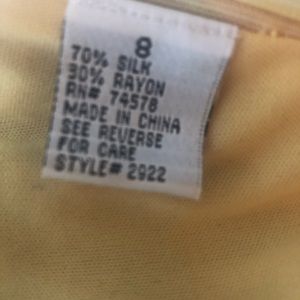 8
70% SILK
30% RAYON
RN# 74578
MADE IN CHINA
SEE REVERSE
FOR CARE
STYLE# 2922